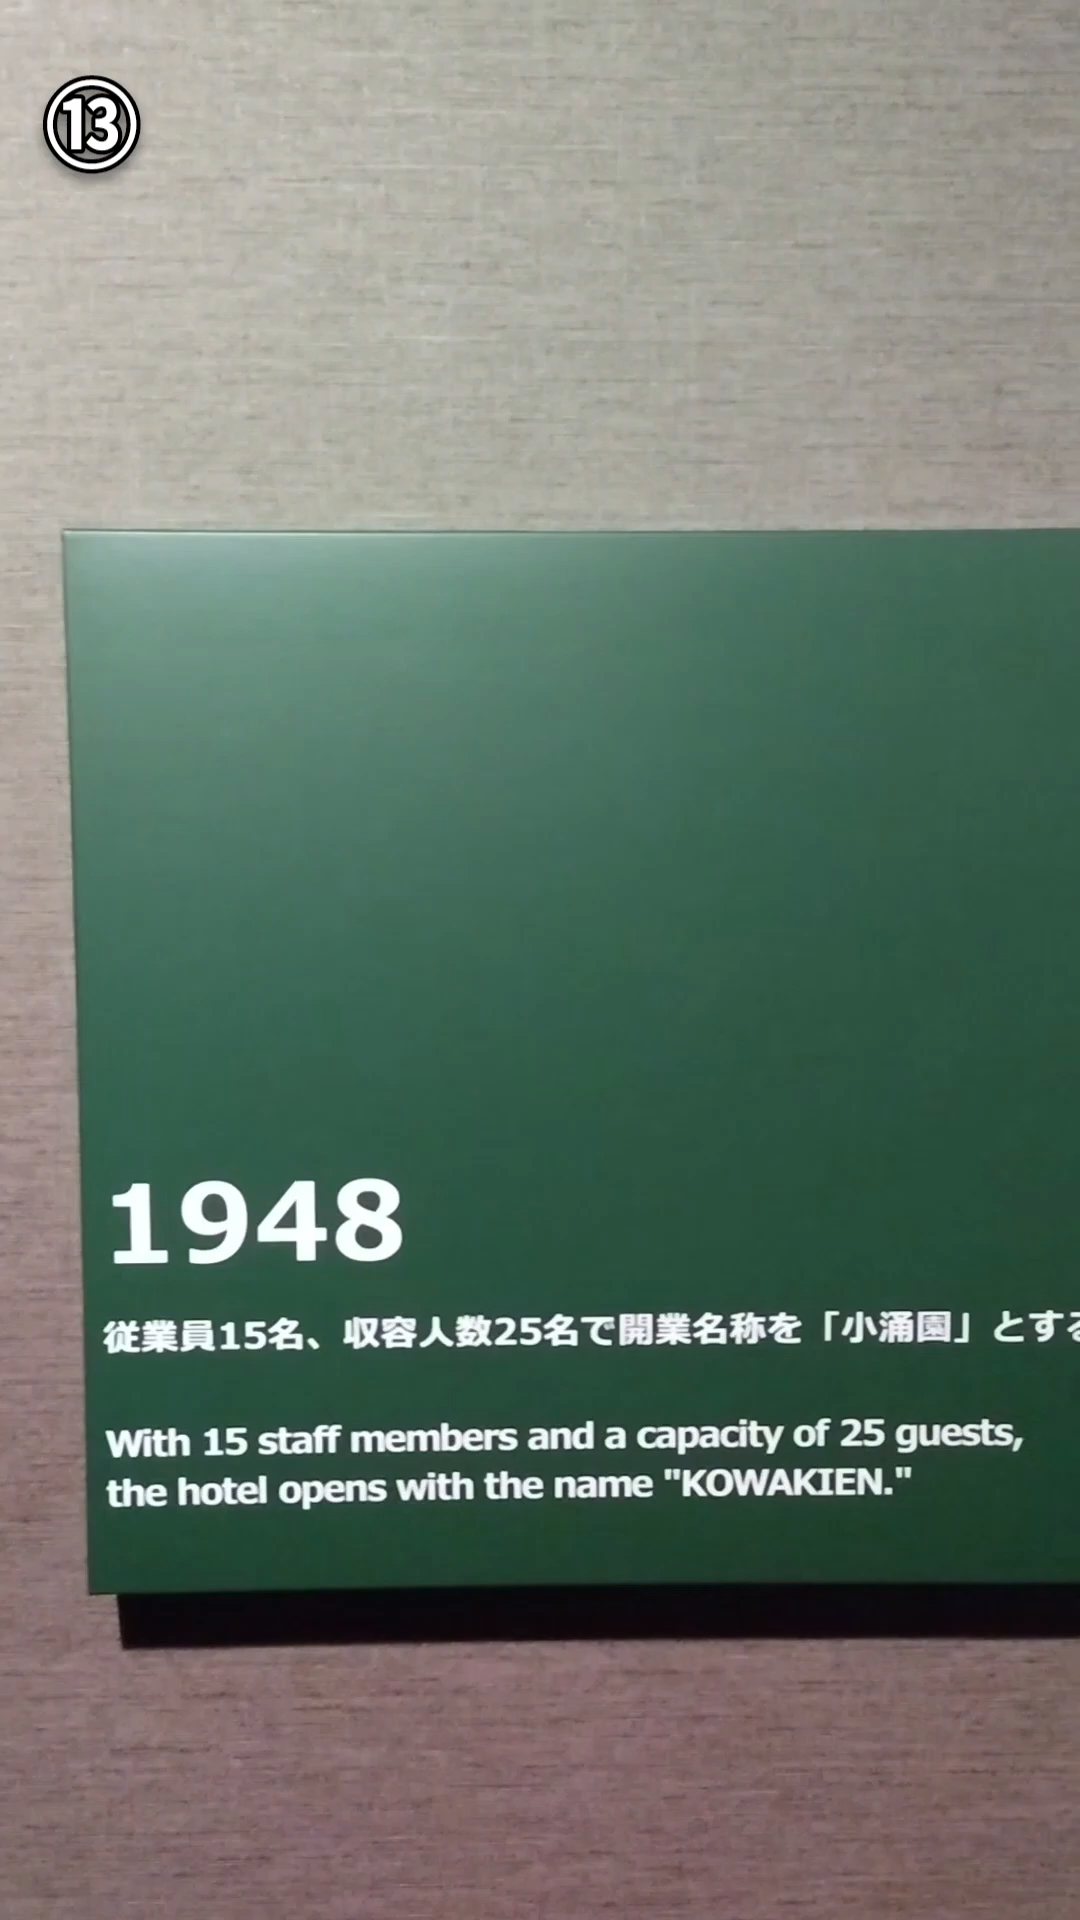 ⑬
1948
従業員15名、収容人数25名で開業名称を「小涌園」とする
With 15 staff members and a capacity of 25 guests,
the hotel opens with the name "KOWAKIEN."